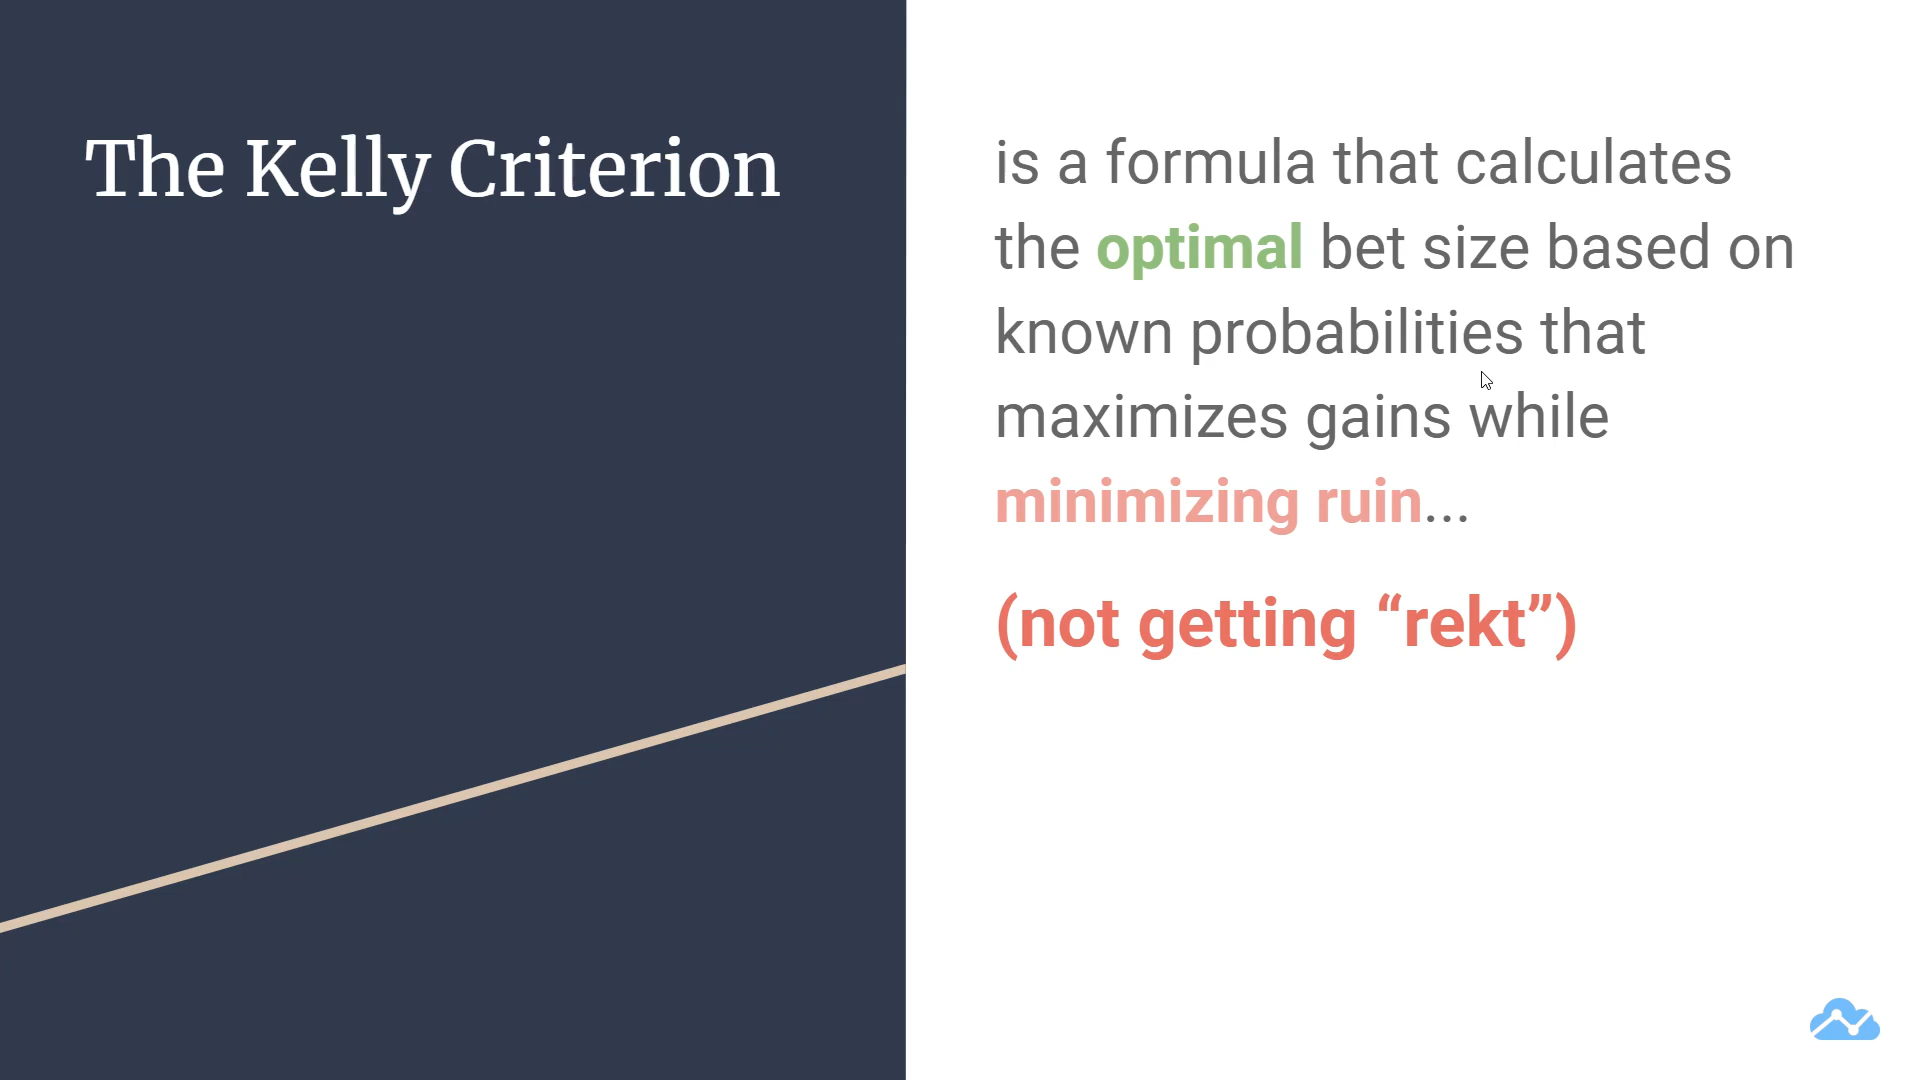 The Kelly Criterion
is a formula that calculates
the optimal bet size based on
known probabilities that
maximizes gains while
minimizing ruin...
(not getting “rekt”)